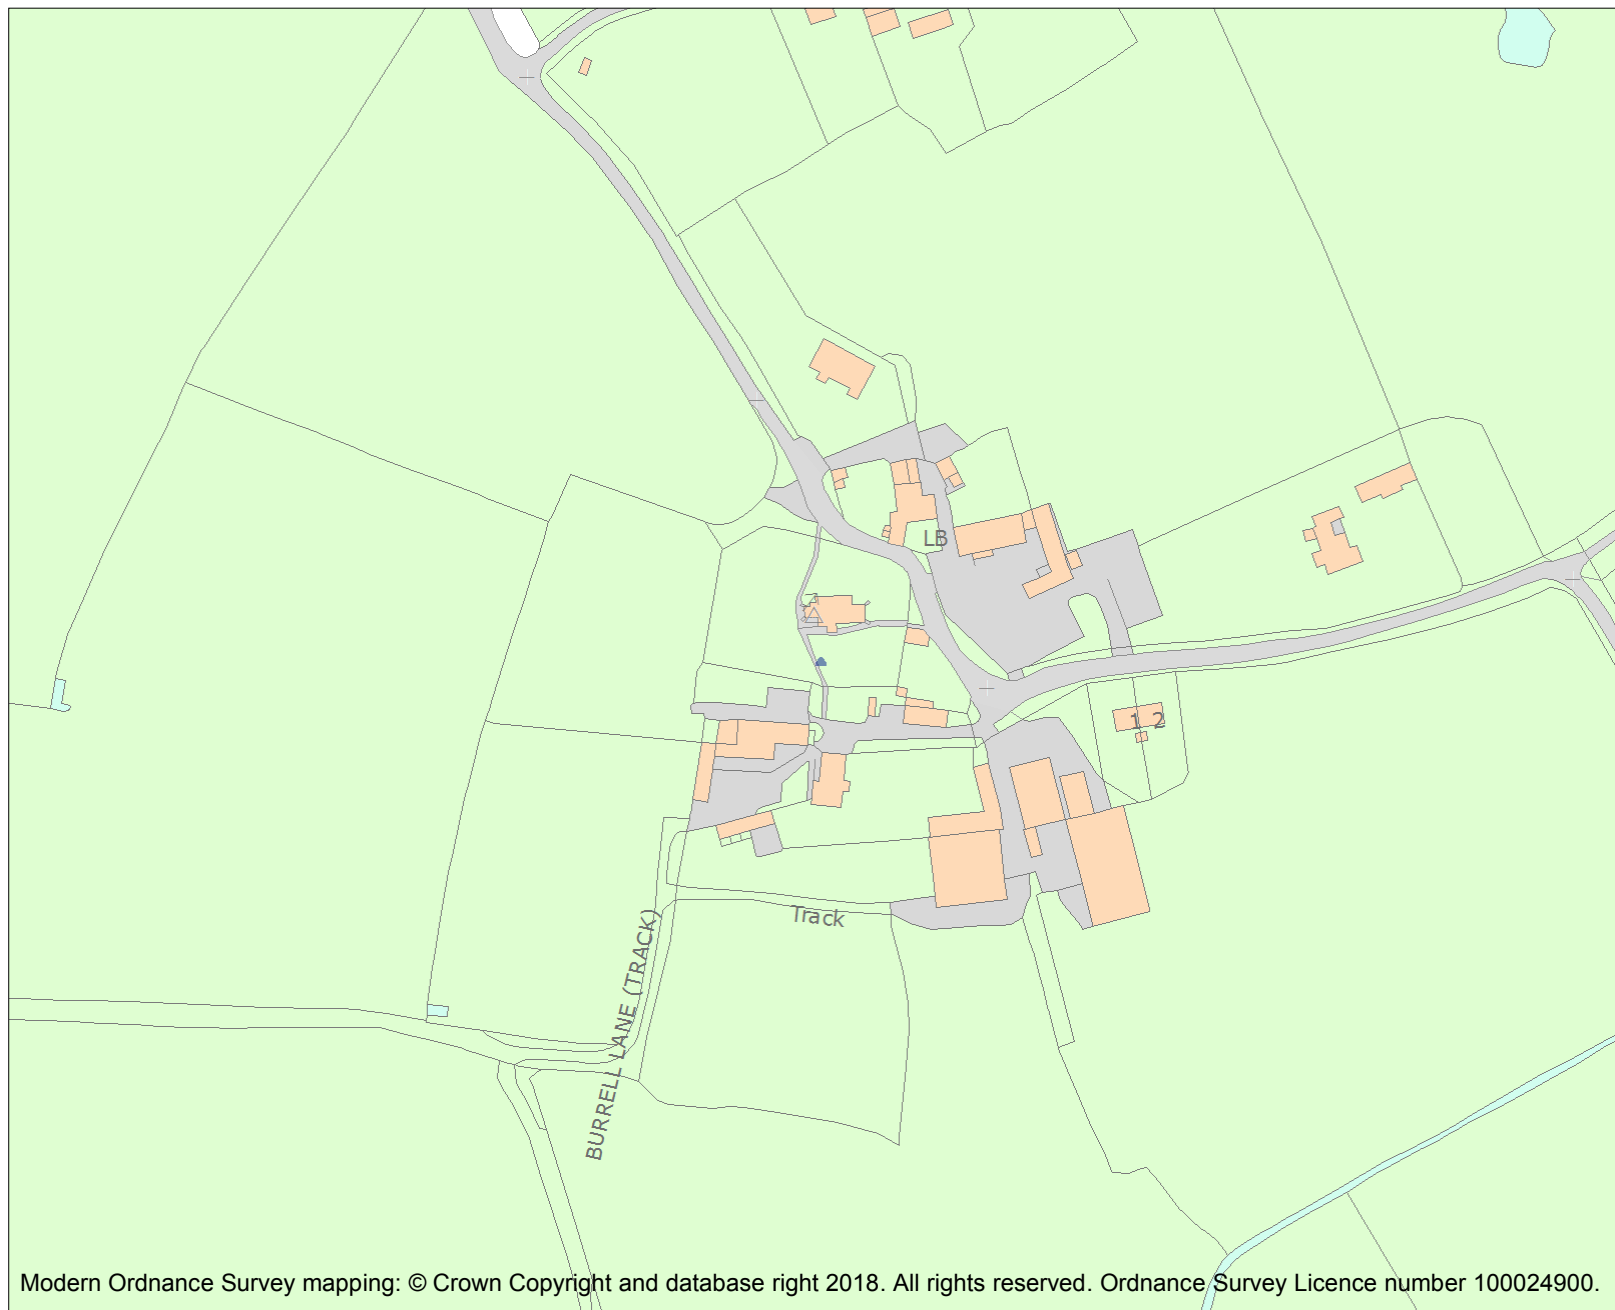 LB
1 2
Track
BURRELL LANE (TRACK)
Modern Ordnance Survey mapping: © Crown Copyright and database right 2018. All rights reserved. Ordnance Survey Licence number 100024900.